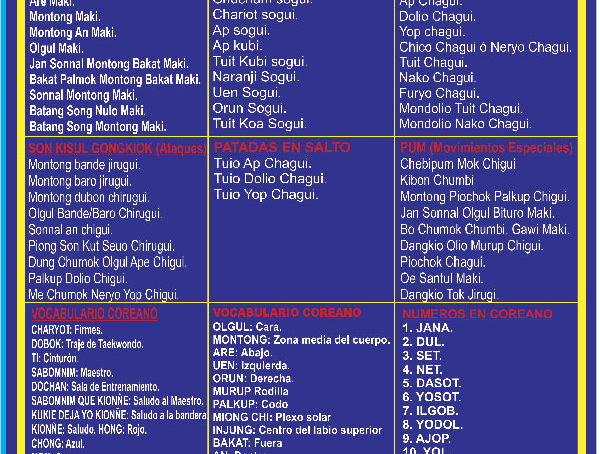 Are Maki.
Montong Maki.
Montong An Maki.
Olgul Maki.
Jan Sonnal Montong Bakat Maki.
Bakat Palmok Montong Bakat Maki.
Sonnal Montong Maki.
Batang Song Nulo Maki.
Batang Song Montong Maki.
sogui.
Chariot sogui.
Ap sogui.
Ap kubi.
Tuit Kubi sogui.
Naranji Sogui.
Uen Sogui.
Orun Sogui.
Tuit Koa Sogui.
Ap Chagui.
Dolio Chagui.
Yop chagui.
Chico Chagui ó Neryo Chagui.
Tuit Chagui.
Nako Chagui.
Furyo Chagui.
Mondolio Tuit Chagui.
Mondolio Nako Chagui.
SON KISUL GONGKIOK (Ataques)
Montong bande jirugui.
Montong baro jirugui.
Montong dubon chirugui.
Olgul Bande/Baro Chirugui.
Sonnal an chigui.
Piong Son Kut Seuo Chirugui.
Dung Chumok Olgul Ape Chigui.
Palkup Dolio Chigui.
Me Chumok Neryo Yop Chigui.
PATADAS EN SALTO
Tuio Ap Chagui.
Tuio Dolio Chagui.
Tuio Yop Chagui.
PUM (Movimientos Especiales)
Chebipum Mok Chigui
Kibon Chumbi
Montong Piochok Palkup Chigui.
Jan Sonnal Olgul Bituro Maki.
Bo Chumok Chumbi. Gawi Maki.
Dangkio Olio Murup Chigui.
Piochok Chagui.
Oe Santul Maki.
Dangkio Tok Jirugi.
VOCABULARIO COREANO
CHARYOT: Firmes.
DOBOK: Traje de Taekwondo.
TI: Cinturón.
SABOMNIM: Maestro.
DOCHAN: Sala de Entrenamiento.
SABOMNIM QUE KIONÑE: Saludo al Maestro.
KUKIE DEJA YO KIONÑE: Saludo a la bandera.
KIONÑE: Saludo. HONG: Rojo.
CHONG: Azul.
VOCABULARIO COREANO
OLGUL: Cara.
MONTONG: Zona media del cuerpo.
ARE: Abajo.
UEN: Izquierda.
ORUN: Derecha.
MURUP Rodilla
PALKUP: Codo
MIONG CHI: Plexo solar
INJUNG: Centro del labio superior
BAKAT: Fuera
NUMEROS EN COREANO
1. JANA.
2. DUL.
3. SET.
4. NET.
5. DASOT.
6. YOSOT.
7. ILGOB.
8. YODOL.
9. AJOP.
10. YOL.